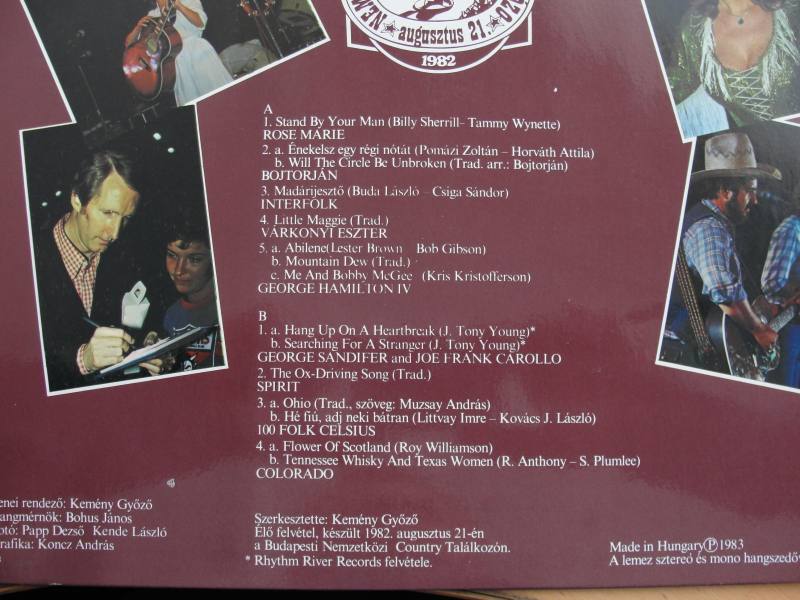 augusztus 21.
1982
A
1. Stand By Your Man (Billy Sherrill– Tammy Wynette)
ROSE MARIE
2. a. Énekelsz egy régi nótát (Pomázi Zoltán – Horváth Attila)
b. Will The Circle Be Unbroken (Trad. arr.: Bojtorján)
BOJTORJÁN
3. Madárijesztő (Buda László – Csiga Sándor)
INTERFOLK
4. Little Maggie (Trad.)
VÁRKONYI ESZTER
5. a. Abilene(Lester Brown Bob Gibson)
b. Mountain Dew (Trad.)
c. Me And Bobby McGee (Kris Kristofferson)
GEORGE HAMILTON IV
B
1. a. Hang Up On A Heartbreak (J. Tony Young)*
b. Searching For A Stranger (J. Tony Young)*
GEORGE SANDIFER and JOE FRANK CAROLLO
2. The Ox-Driving Song (Trad.)
SPIRIT
3. a. Ohio (Trad., szöveg: Muzsay András)
b. Hé fiú, adj neki bátran (Littvay Imre – Kovács J. László)
100 FOLK CELSIUS
4. a. Flower Of Scotland (Roy Williamson)
b. Tennessee Whisky And Texas Women (R. Anthony – S. Plumlee)
COLORADO
enei rendező: Kemény Győző
angmérnök: Bohus János
otó: Papp Dezső Kende László
rafika: Koncz András
Szerkesztette: Kemény Győző
Élő felvétel, készült 1982. augusztus 21-én
a Budapesti Nemzetközi Country Találkozón.
* Rhythm River Records felvétele.
Made in Hungary Ⓟ 1983
A lemez sztereó és mono hangszedőv